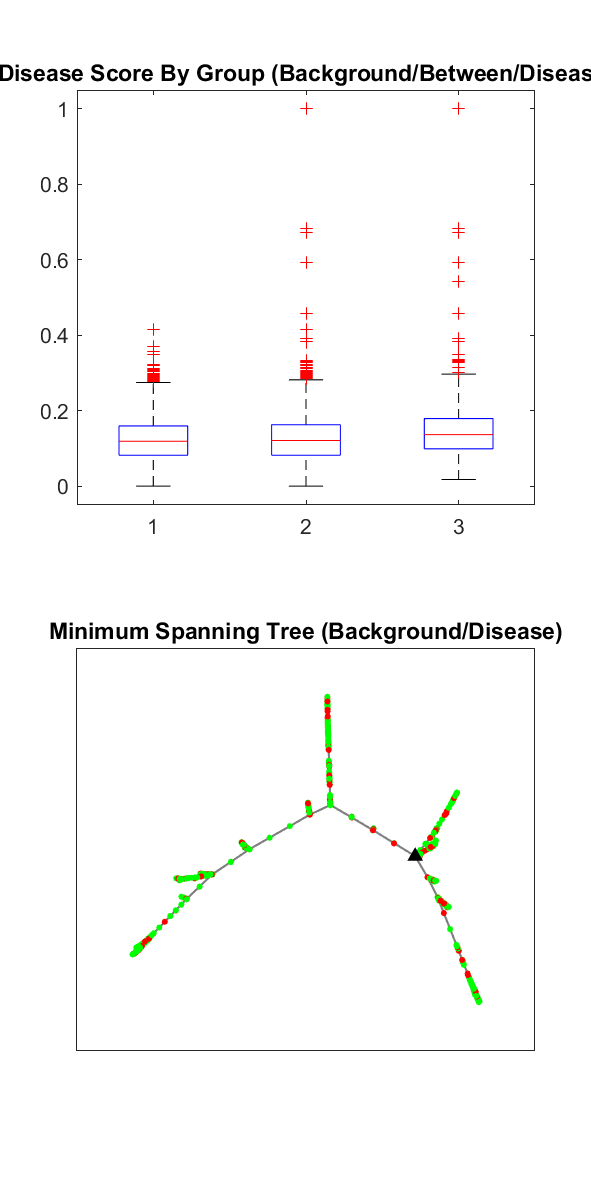 Disease Score By Group (Background/Between/Diseas
1
0.8
0.6
0.4
0.2
0
1 2 3
Minimum Spanning Tree (Background/Disease)